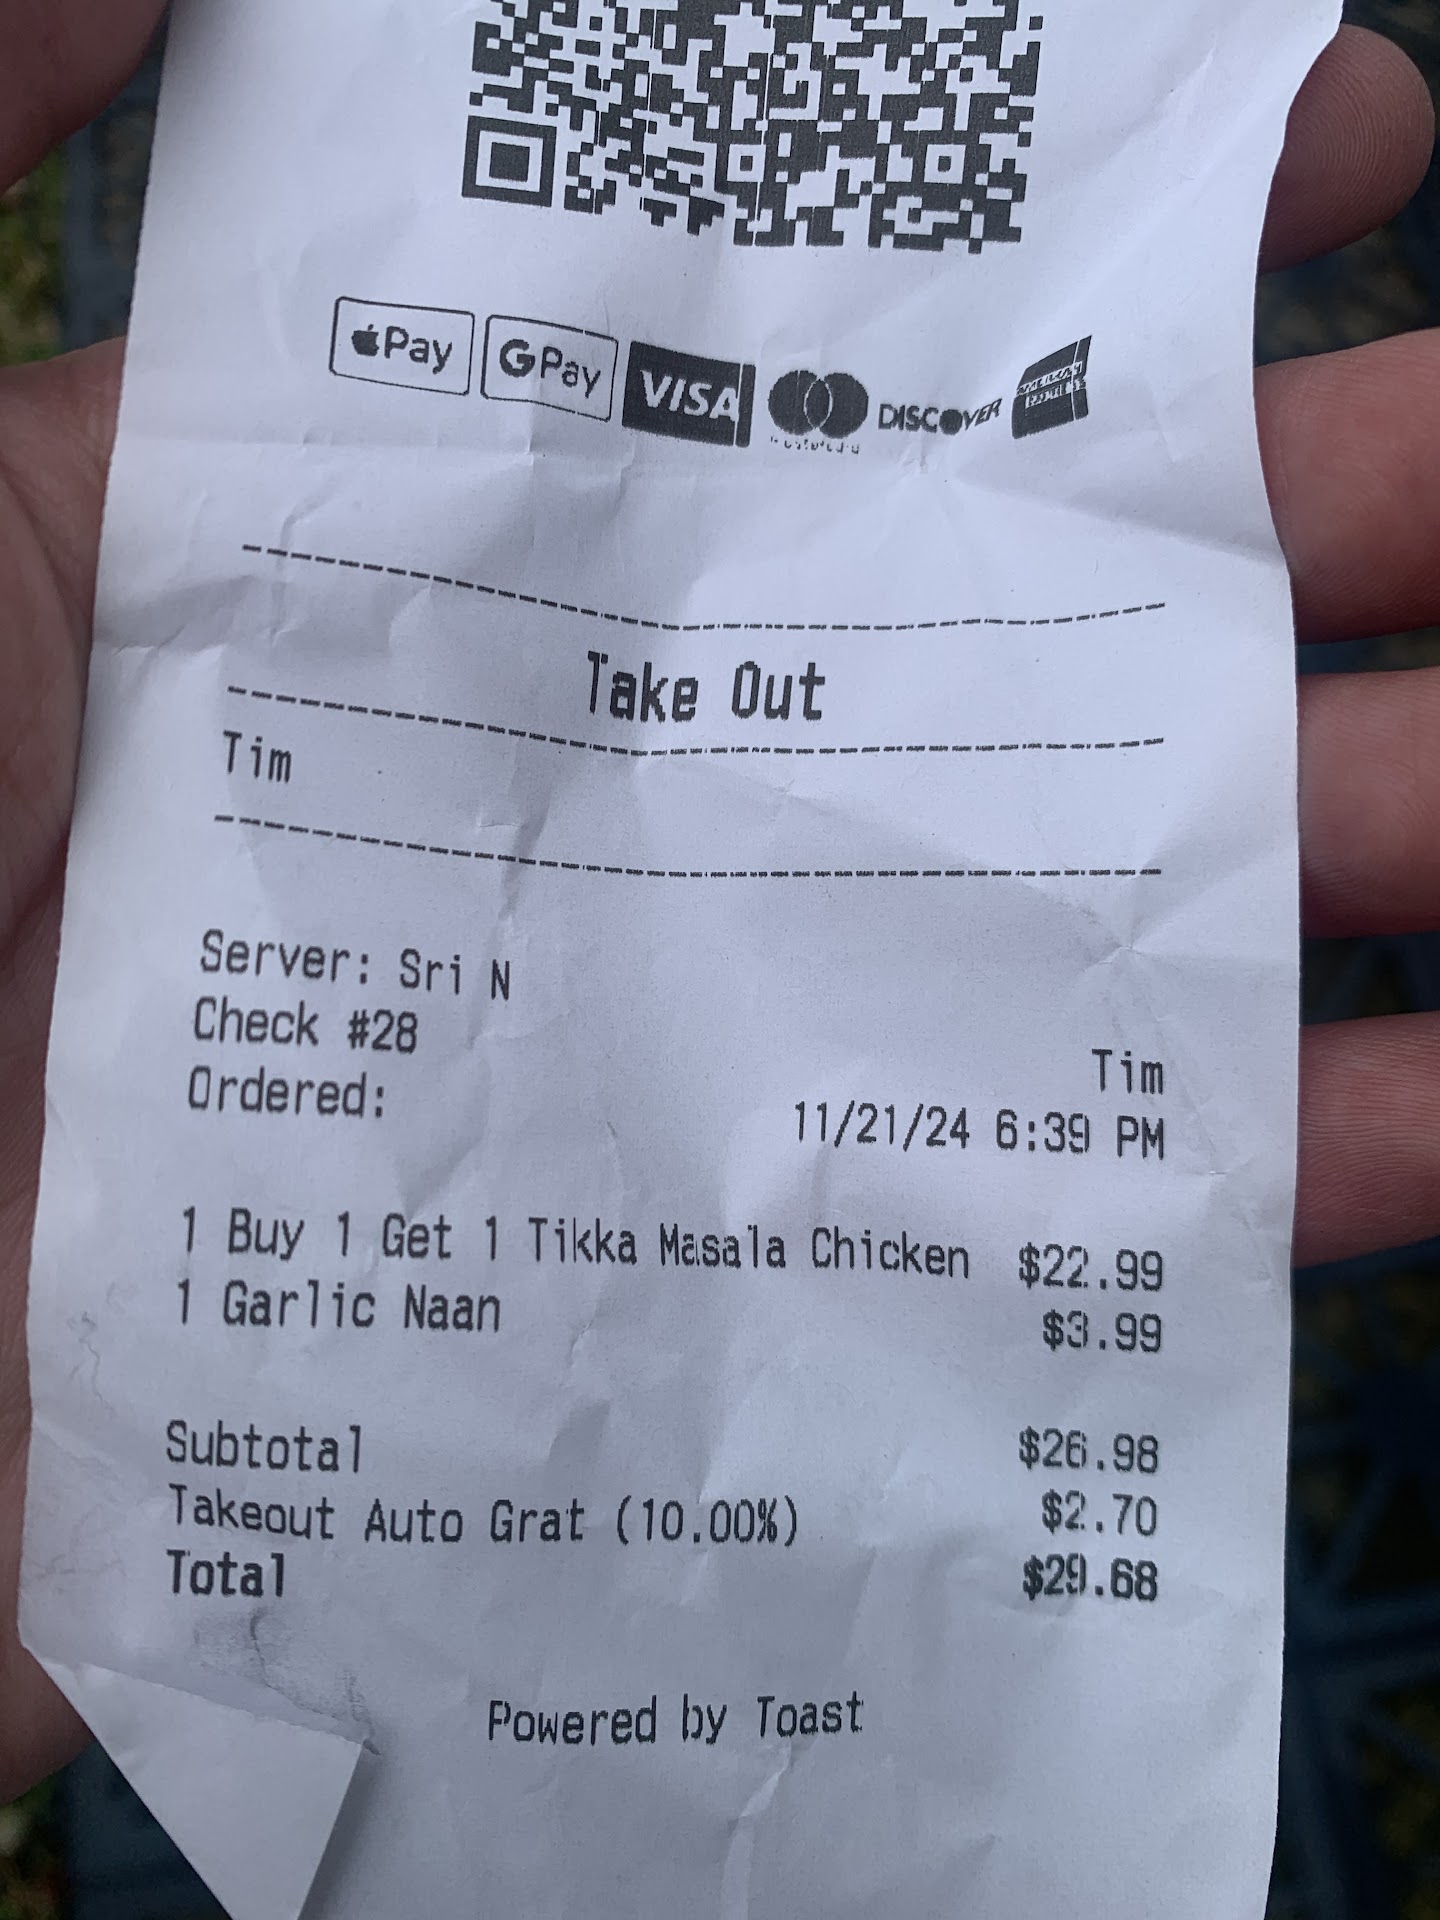 Pay GPay VISA DISCOVER
Take Out
Tim
Server: Sri N
Check #28
Tim
Ordered:
11/21/24 6:39 PM
1 Buy 1 Get 1 Tikka Masala Chicken $22.99
1 Garlic Naan $3.99
Subtotal $26.98
Takeout Auto Grat (10.00%) $2.70
Total $29.68
Powered by Toast